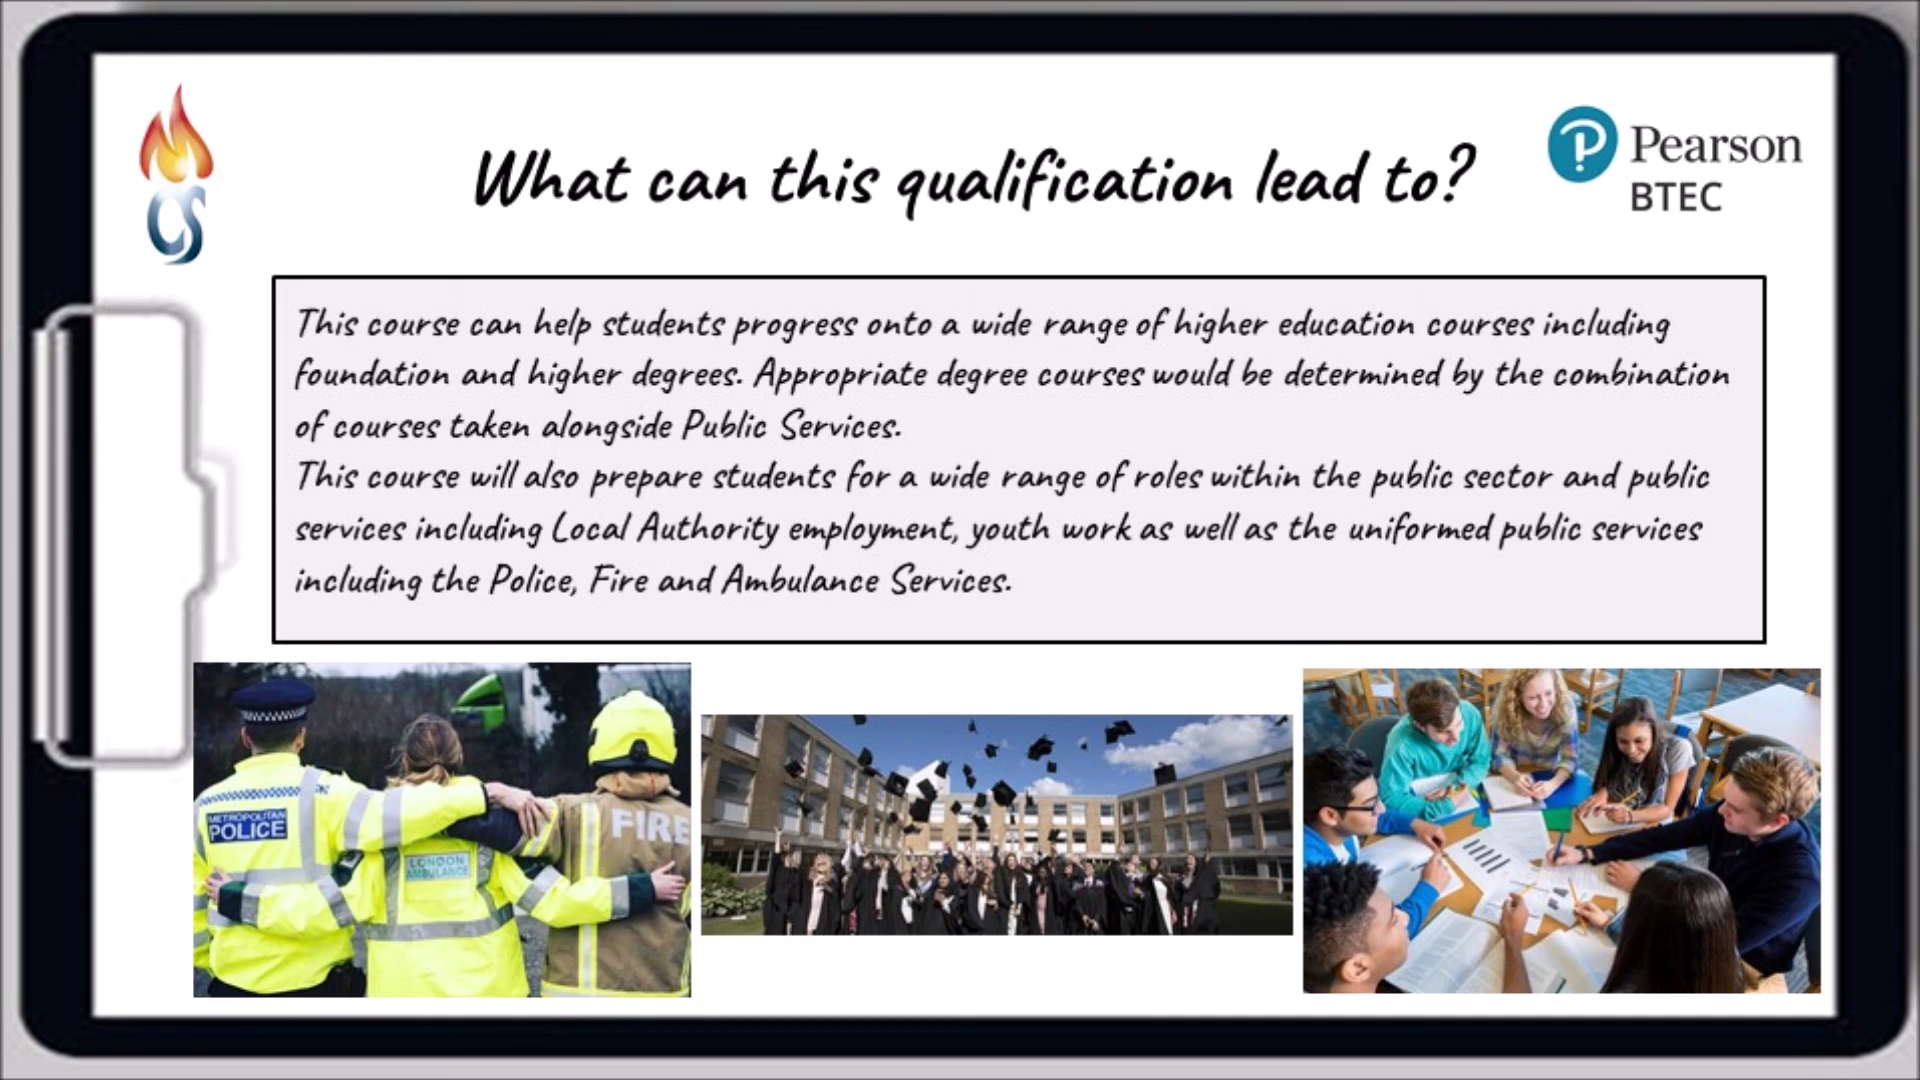 What can this qualification lead to?
Pearson
BTEC
CS
This course can help students progress onto a wide range of higher education courses including
foundation and higher degrees. Appropriate degree courses would be determined by the combination
of courses taken alongside Public Services.
This course will also prepare students for a wide range of roles within the public sector and public
services including Local Authority employment, youth work as well as the uniformed public services
including the Police, Fire and Ambulance Services.
METROPOLITAN
POLICE
LONDON
AMBULANCE
FIRE